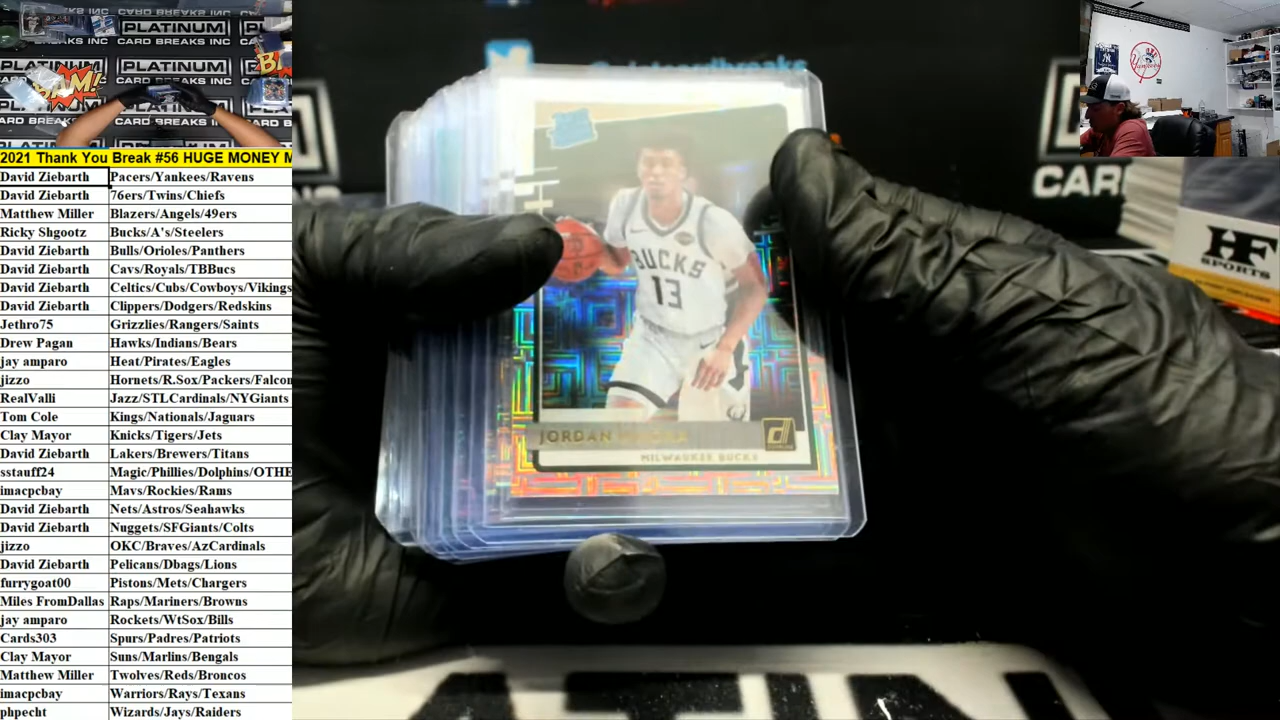 PLATINUM
CARD BREAKS INC
PLATINUM
CARD BREAKS INC
BAM!
2021 Thank You Break #56 HUGE MONEY M
David Ziebarth Pacers/Yankees/Ravens
David Ziebarth 76ers/Twins/Chiefs
Matthew Miller Blazers/Angels/49ers
Ricky Shgootz Bucks/A's/Steelers
David Ziebarth Bulls/Orioles/Panthers
David Ziebarth Cavs/Royals/TBBucs
David Ziebarth Celtics/Cubs/Cowboys/Vikings
David Ziebarth Clippers/Dodgers/Redskins
Jethro75 Grizzlies/Rangers/Saints
Drew Pagan Hawks/Indians/Bears
jay amparo Heat/Pirates/Eagles
jizzo Hornets/R.Sox/Packers/Falcon
RealValli Jazz/STLCardinals/NYGiants
Tom Cole Kings/Nationals/Jaguars
Clay Mayor Knicks/Tigers/Jets
David Ziebarth Lakers/Brewers/Titans
sstauff24 Magic/Phillies/Dolphins/OTHE
imacpcbay Mavs/Rockies/Rams
David Ziebarth Nets/Astros/Seahawks
David Ziebarth Nuggets/SFGiants/Colts
jizzo OKC/Braves/AzCardinals
David Ziebarth Pelicans/Dbags/Lions
furrygoat00 Pistons/Mets/Chargers
Miles FromDallas Raps/Mariners/Browns
jay amparo Rockets/WtSox/Bills
Cards303 Spurs/Padres/Patriots
Clay Mayor Suns/Marlins/Bengals
Matthew Miller Twolves/Reds/Broncos
imacpcbay Warriors/Rays/Texans
phpecht Wizards/Jays/Raiders
BUCKS
13
JORDAN
MILWAUKEE BUCKS
CAR
HF
SPORTS